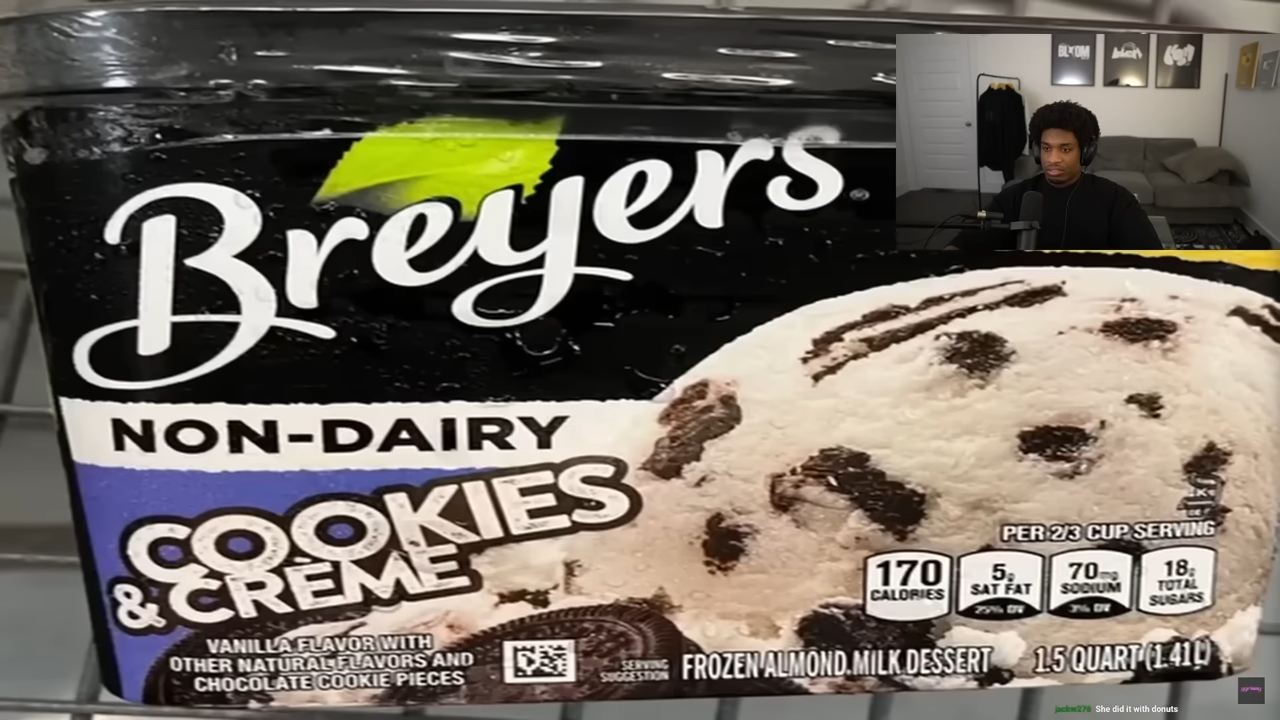 Breyers®
NON-DAIRY
COOKIES
& CRÈME
VANILLA FLAVOR WITH
OTHER NATURAL FLAVORS AND
CHOCOLATE COOKIE PIECES
SERVING
SUGGESTION
FROZEN ALMOND MILK DESSERT
1.5 QUART (1.41L)
PER 2/3 CUP SERVING
170
CALORIES
5g
SAT FAT
25% DV
70mg
SODIUM
3% DV
18g
TOTAL
SUGARS
BLXOM
jackw276 She did it with donuts